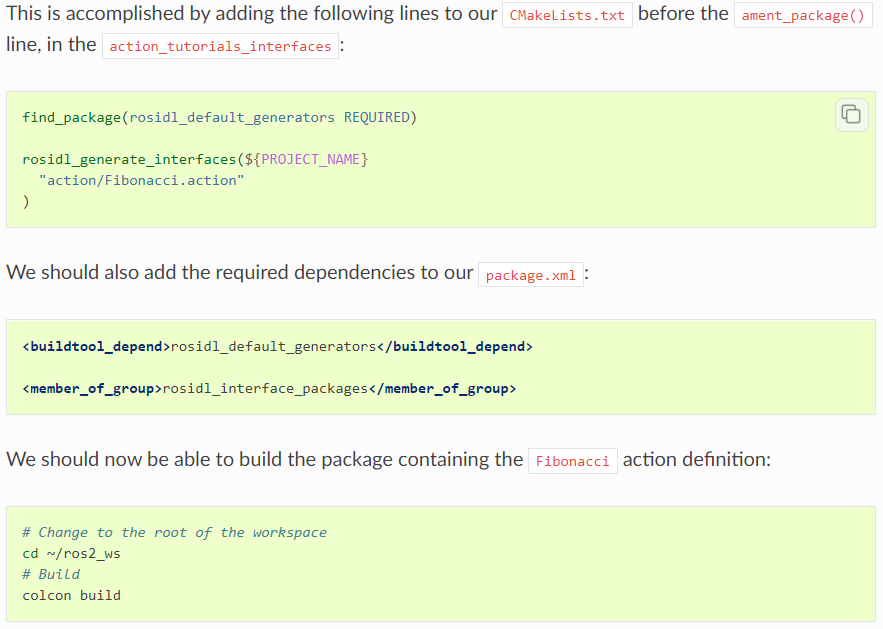 This is accomplished by adding the following lines to our CMakeLists.txt before the ament_package()
line, in the action_tutorials_interfaces:
find_package(rosidl_default_generators REQUIRED)
rosidl_generate_interfaces(${PROJECT_NAME}
  "action/Fibonacci.action"
)
We should also add the required dependencies to our package.xml:
<buildtool_depend>rosidl_default_generators</buildtool_depend>
<member_of_group>rosidl_interface_packages</member_of_group>
We should now be able to build the package containing the Fibonacci action definition:
# Change to the root of the workspace
cd ~/ros2_ws
# Build
colcon build